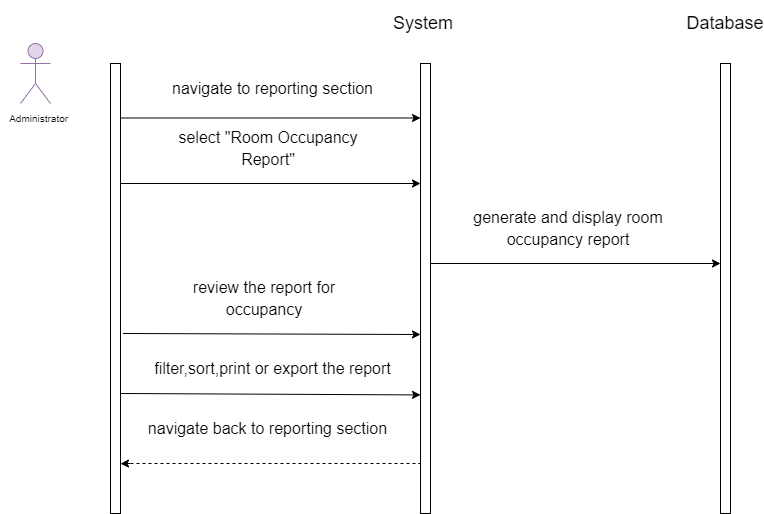 System
Database
Administrator
navigate to reporting section
select "Room Occupancy
Report"
generate and display room
occupancy report
review the report for
occupancy
filter,sort,print or export the report
navigate back to reporting section